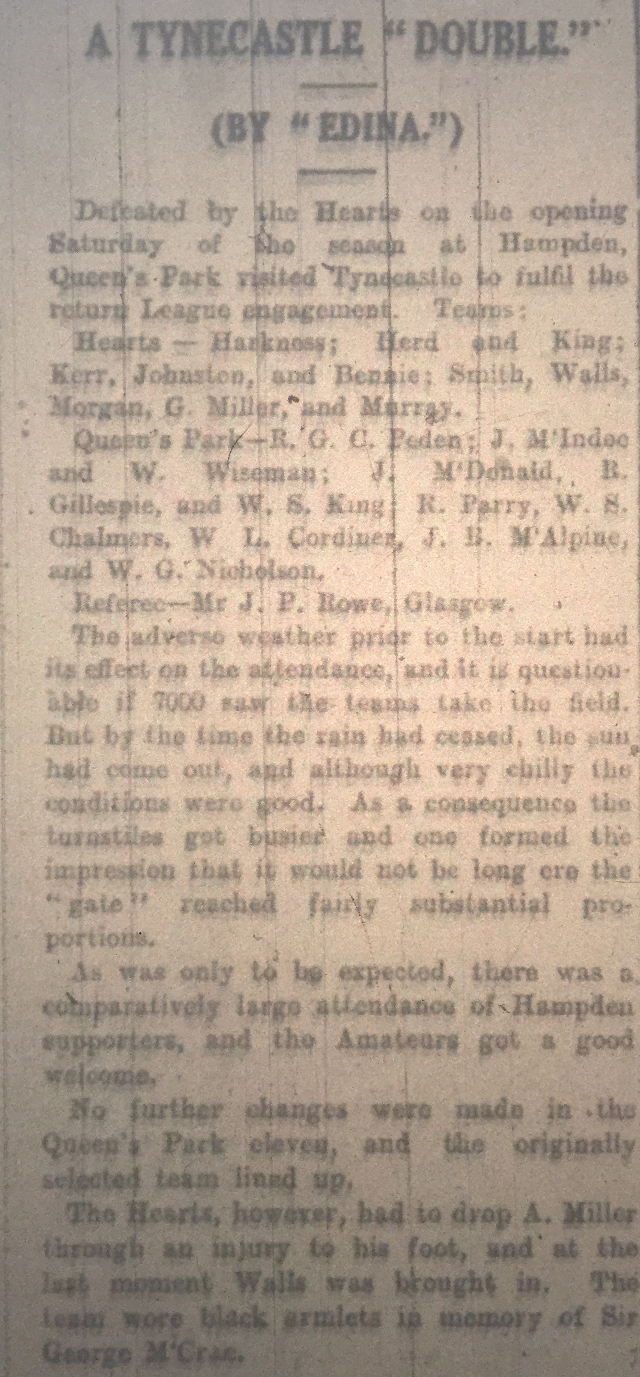 A TYNECASTLE "DOUBLE."
(BY "EDINA.")
Defeated by the Hearts on the opening
Saturday of the season at Hampden,
Queen's Park visited Tynecastle to fulfil the
return League engagement. Teams:
Hearts — Harkness; Herd and King;
Kerr, Johnston, and Bennie; Smith, Walls,
Morgan, G. Miller, and Murray.
Queen's Park—R. G. C. Peden; J. M'Indoe
and W. Wiseman; J. M'Donald, R.
Gillespie, and W. S. King; R. Parry, W. S.
Chalmers, W L. Cordiner, J. B. M'Alpine,
and W. G. Nicholson.
Referee—Mr J. P. Rowe, Glasgow.
The adverse weather prior to the start had
its effect on the attendance, and it is question-
able if 7000 saw the teams take the field.
But by the time the rain had ceased, the sun
had come out, and although very chilly the
conditions were good. As a consequence the
turnstiles got busier and one formed the
impression that it would not be long ere the
"gate" reached fairly substantial pro-
portions.
As was only to be expected, there was a
comparatively large attendance of Hampden
supporters, and the Amateurs got a good
welcome.
No further changes were made in the
Queen's Park eleven, and the originally
selected team lined up.
The Hearts, however, had to drop A. Miller
through an injury to his foot, and at the
last moment Walls was brought in. The
team wore black armlets in memory of Sir
George M'Crae.